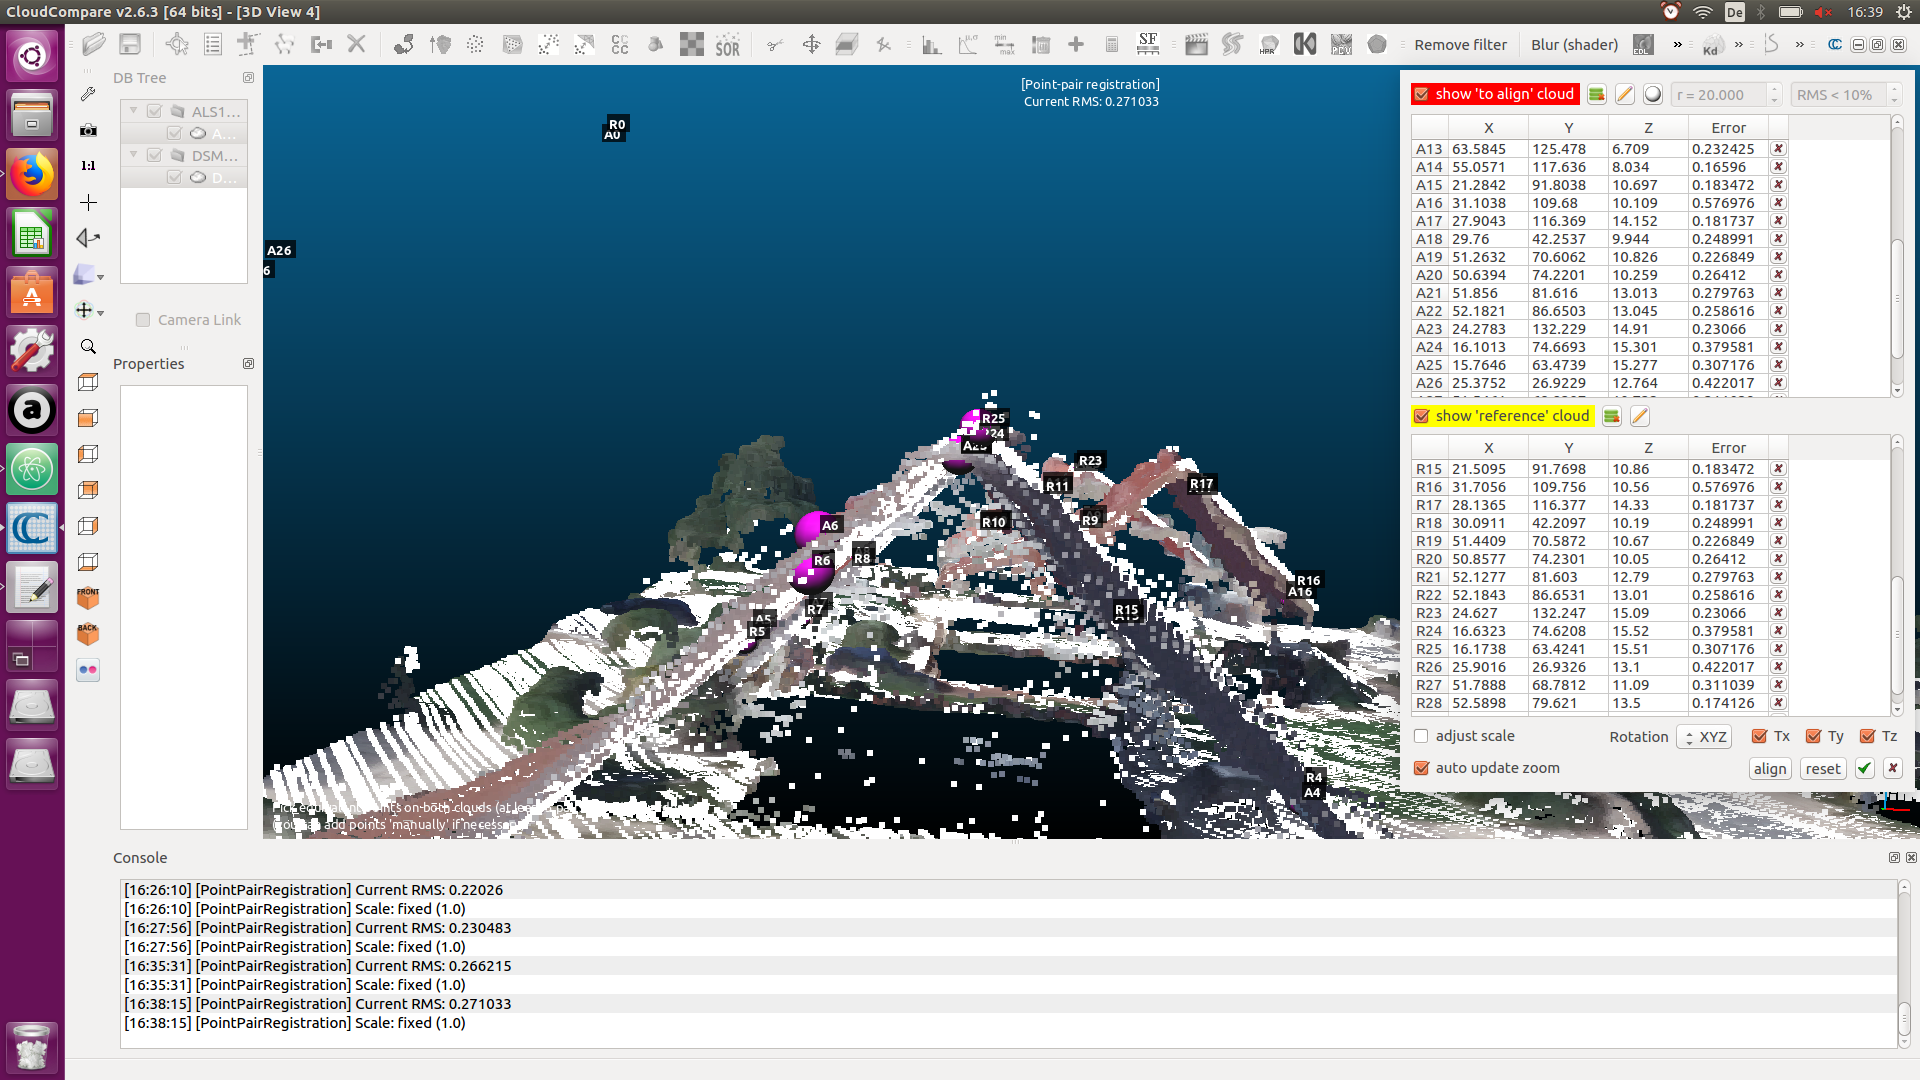 CloudCompare v2.6.3 [64 bits] - [3D View 4]
De
16:39
1:1
SOR
SF
Remove filter
Blur (shader)
EDL
Kd
DB Tree
ALS1...
A...
DSM...
D...
Camera Link
Properties
FRONT
BACK
[Point-pair registration]
Current RMS: 0.271033
R0
A0
A26
6
R25
R24
R23
R11
R17
A6
R10
R9
R6
R8
R7
A5
R5
R16
A16
R15
R4
A4
show 'to align' cloud
r = 20.000
RMS < 10%
X Y Z Error
A13 63.5845 125.478 6.709 0.232425
A14 55.0571 117.636 8.034 0.16596
A15 21.2842 91.8038 10.697 0.183472
A16 31.1038 109.68 10.109 0.576976
A17 27.9043 116.369 14.152 0.181737
A18 29.76 42.2537 9.944 0.248991
A19 51.2632 70.6062 10.826 0.226849
A20 50.6394 74.2201 10.259 0.26412
A21 51.856 81.616 13.013 0.279763
A22 52.1821 86.6503 13.045 0.258616
A23 24.2783 132.229 14.91 0.23066
A24 16.1013 74.6693 15.301 0.379581
A25 15.7646 63.4739 15.277 0.307176
A26 25.3752 26.9229 12.764 0.422017
show 'reference' cloud
X Y Z Error
R15 21.5095 91.7698 10.86 0.183472
R16 31.7056 109.756 10.56 0.576976
R17 28.1365 116.377 14.33 0.181737
R18 30.0911 42.2097 10.19 0.248991
R19 51.4409 70.5872 10.67 0.226849
R20 50.8577 74.2301 10.05 0.26412
R21 52.1277 81.603 12.79 0.279763
R22 52.1843 86.6531 13.01 0.258616
R23 24.627 132.247 15.09 0.23066
R24 16.6323 74.6208 15.52 0.379581
R25 16.1738 63.4241 15.51 0.307176
R26 25.9016 26.9326 13.1 0.422017
R27 51.7888 68.7812 11.09 0.311039
R28 52.5898 79.621 13.5 0.174126
adjust scale
Rotation XYZ Tx Ty Tz
auto update zoom
align reset
points on both clouds (at
add points 'manually' if
Console
[16:26:10] [PointPairRegistration] Current RMS: 0.22026
[16:26:10] [PointPairRegistration] Scale: fixed (1.0)
[16:27:56] [PointPairRegistration] Current RMS: 0.230483
[16:27:56] [PointPairRegistration] Scale: fixed (1.0)
[16:35:31] [PointPairRegistration] Current RMS: 0.266215
[16:35:31] [PointPairRegistration] Scale: fixed (1.0)
[16:38:15] [PointPairRegistration] Current RMS: 0.271033
[16:38:15] [PointPairRegistration] Scale: fixed (1.0)